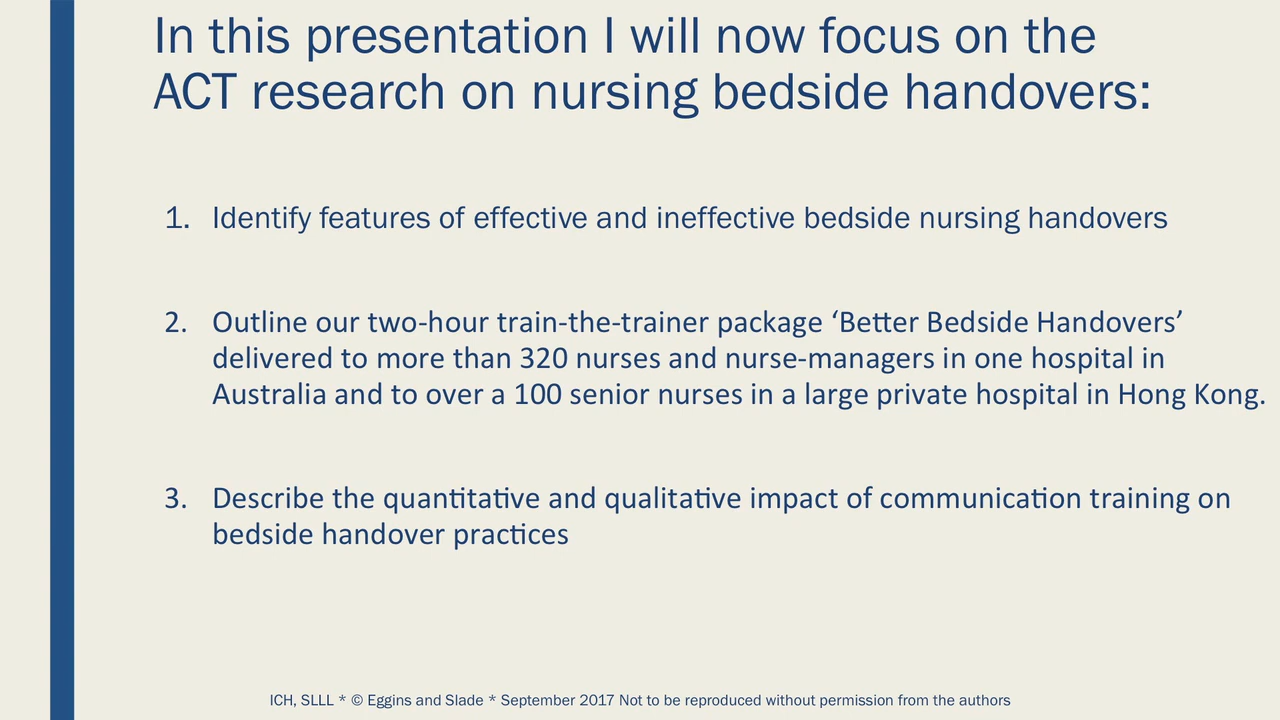 In this presentation I will now focus on the
ACT research on nursing bedside handovers:
1. Identify features of effective and ineffective bedside nursing handovers
2. Outline our two-hour train-the-trainer package ‘Better Bedside Handovers’
delivered to more than 320 nurses and nurse-managers in one hospital in
Australia and to over a 100 senior nurses in a large private hospital in Hong Kong.
3. Describe the quantitative and qualitative impact of communication training on
bedside handover practices
ICH, SLLL * © Eggins and Slade * September 2017 Not to be reproduced without permission from the authors